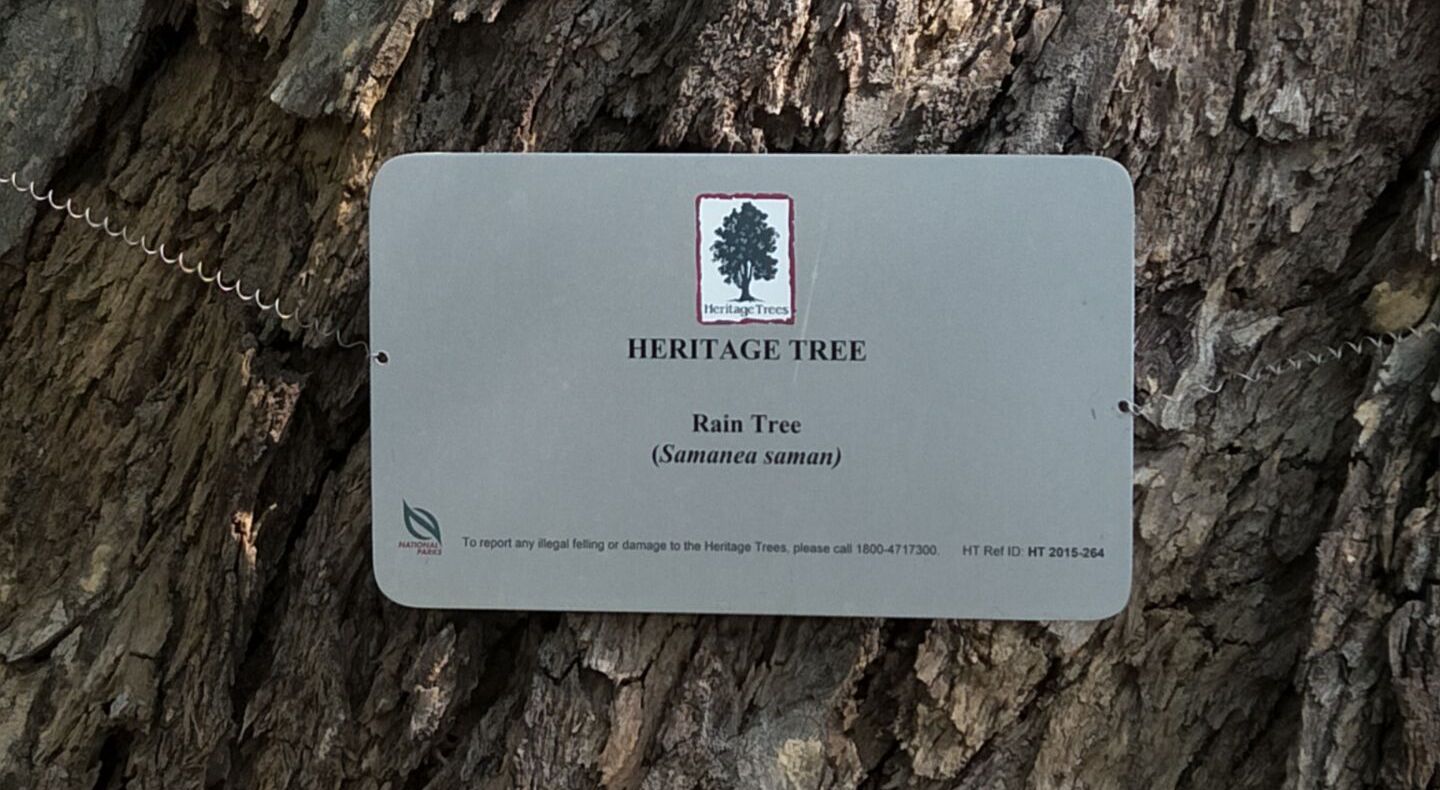 Heritage Trees
HERITAGE TREE
Rain Tree
(Samanea saman)
NATIONAL
PARKS
To report any illegal felling or damage to the Heritage Trees, please call 1800-4717300. HT Ref ID: HT 2015-264